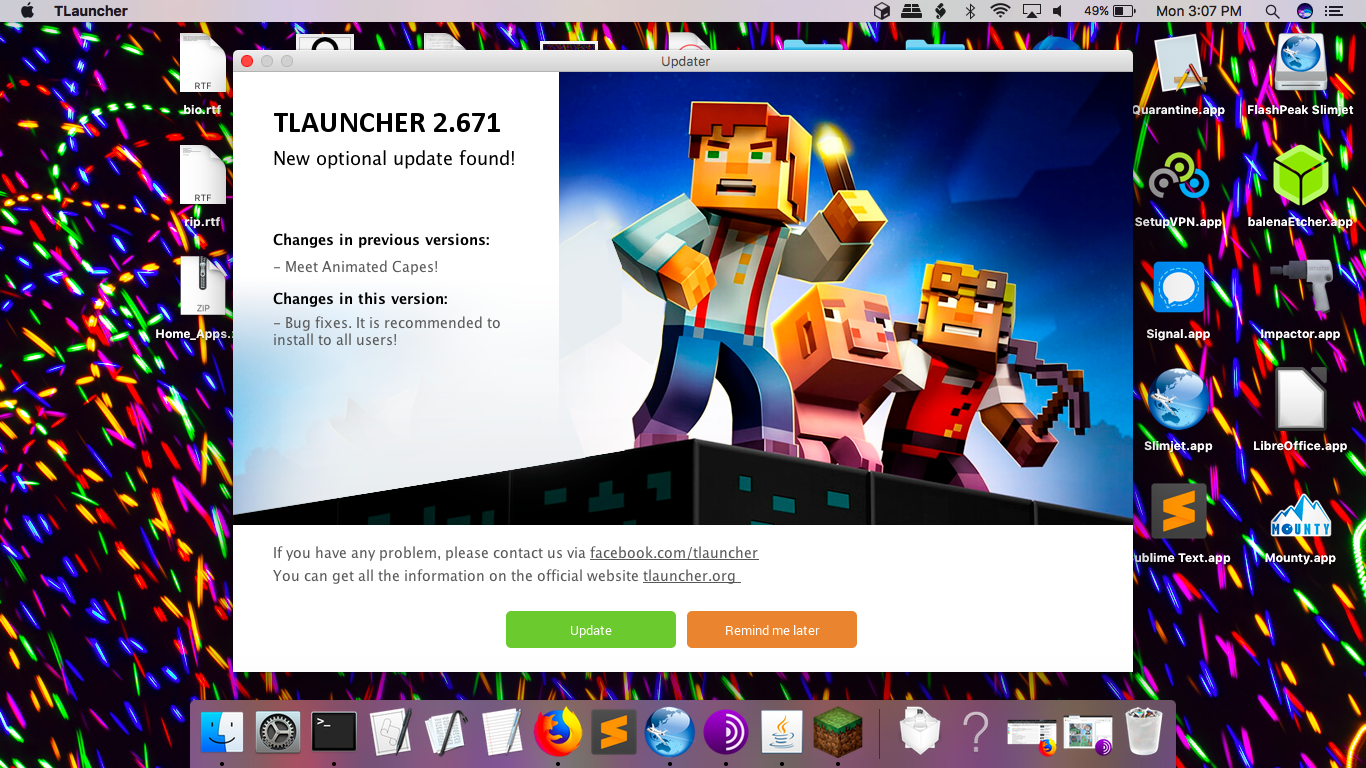 TLauncher
49%
Mon 3:07 PM
Updater
RTF
bio.rtf
Quarantine.app
FlashPeak Slimjet
TLAUNCHER 2.671
New optional update found!
RTF
rip.rtf
SetupVPN.app
balenaEtcher.app
Changes in previous versions:
- Meet Animated Capes!
Changes in this version:
- Bug fixes. It is recommended to
install to all users!
ZIP
Home_Apps.
Signal.app
Impactor.app
Slimjet.app
LibreOffice.app
MOUNTY
ublime Text.app
Mounty.app
If you have any problem, please contact us via facebook.com/tlauncher
You can get all the information on the official website tlauncher.org
Update
Remind me later
>_